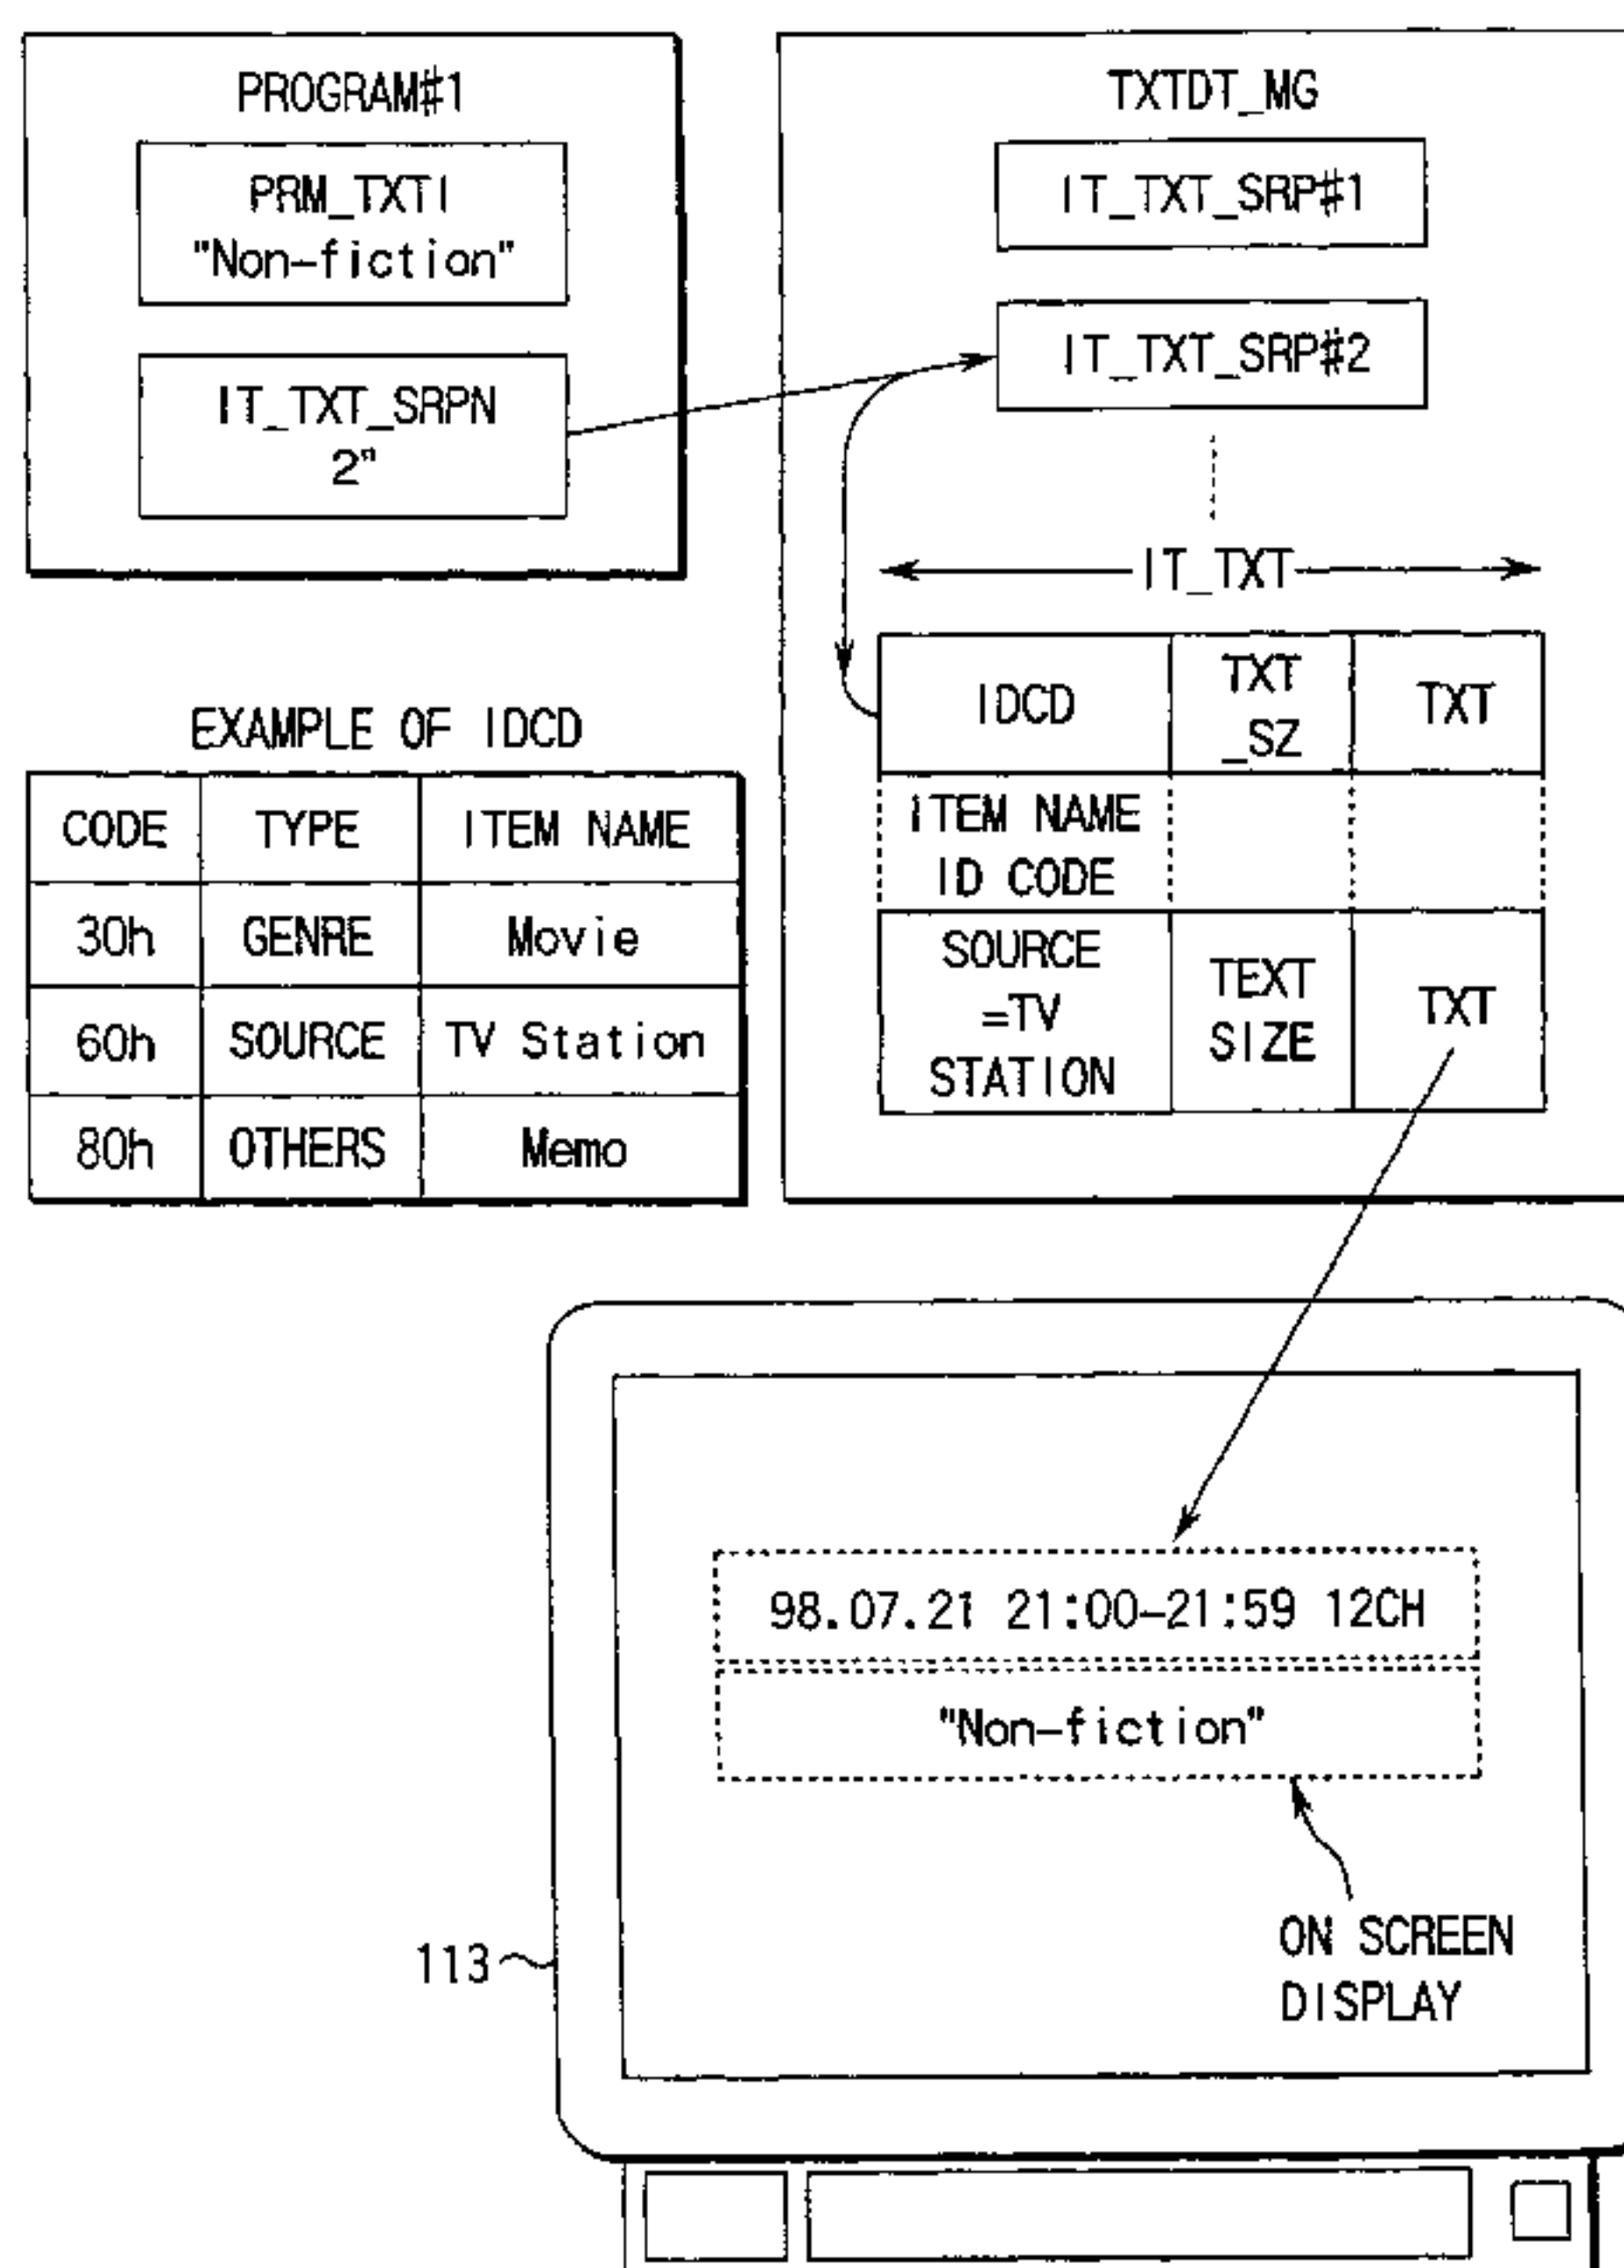 PROGRAM#1
PRM_TXTI
"Non-fiction"
IT_TXT_SRPN
2"
TXTDT_MG
IT_TXT_SRP#1
IT_TXT_SRP#2
IT_TXT
IDCD TXT_SZ TXT
ITEM NAME ID CODE
SOURCE =TV STATION TEXT SIZE TXT
EXAMPLE OF IDCD
CODE TYPE ITEM NAME
30h GENRE Movie
60h SOURCE TV Station
80h OTHERS Memo
98.07.21 21:00-21:59 12CH
"Non-fiction"
ON SCREEN
DISPLAY
113